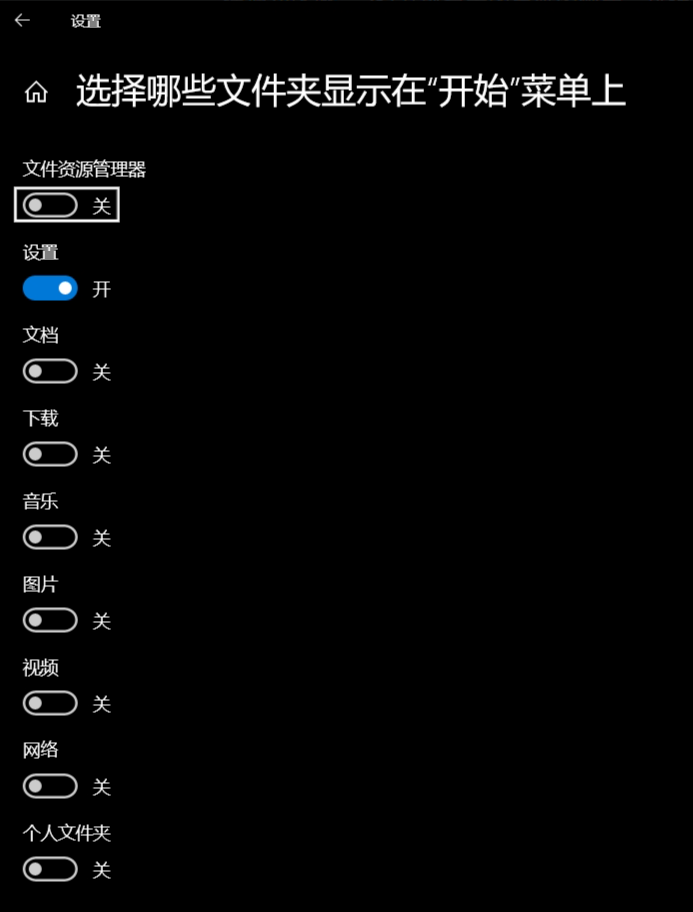 设置
选择哪些文件夹显示在“开始”菜单上
文件资源管理器
关
设置
开
文档
关
下载
关
音乐
关
图片
关
视频
关
网络
关
个人文件夹
关